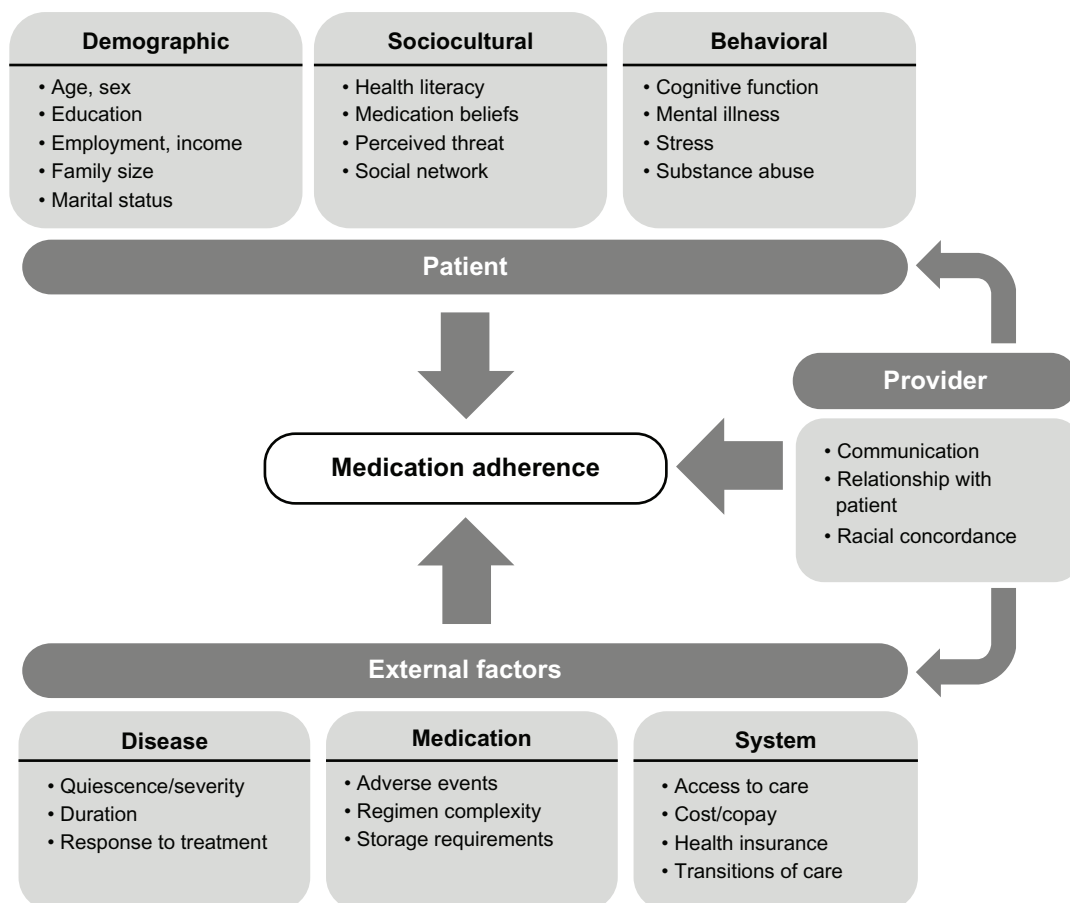 Demographic
• Age, sex
• Education
• Employment, income
• Family size
• Marital status
Sociocultural
• Health literacy
• Medication beliefs
• Perceived threat
• Social network
Behavioral
• Cognitive function
• Mental illness
• Stress
• Substance abuse
Patient
Provider
• Communication
• Relationship with
patient
• Racial concordance
Medication adherence
External factors
Disease
• Quiescence/severity
• Duration
• Response to treatment
Medication
• Adverse events
• Regimen complexity
• Storage requirements
System
• Access to care
• Cost/copay
• Health insurance
• Transitions of care